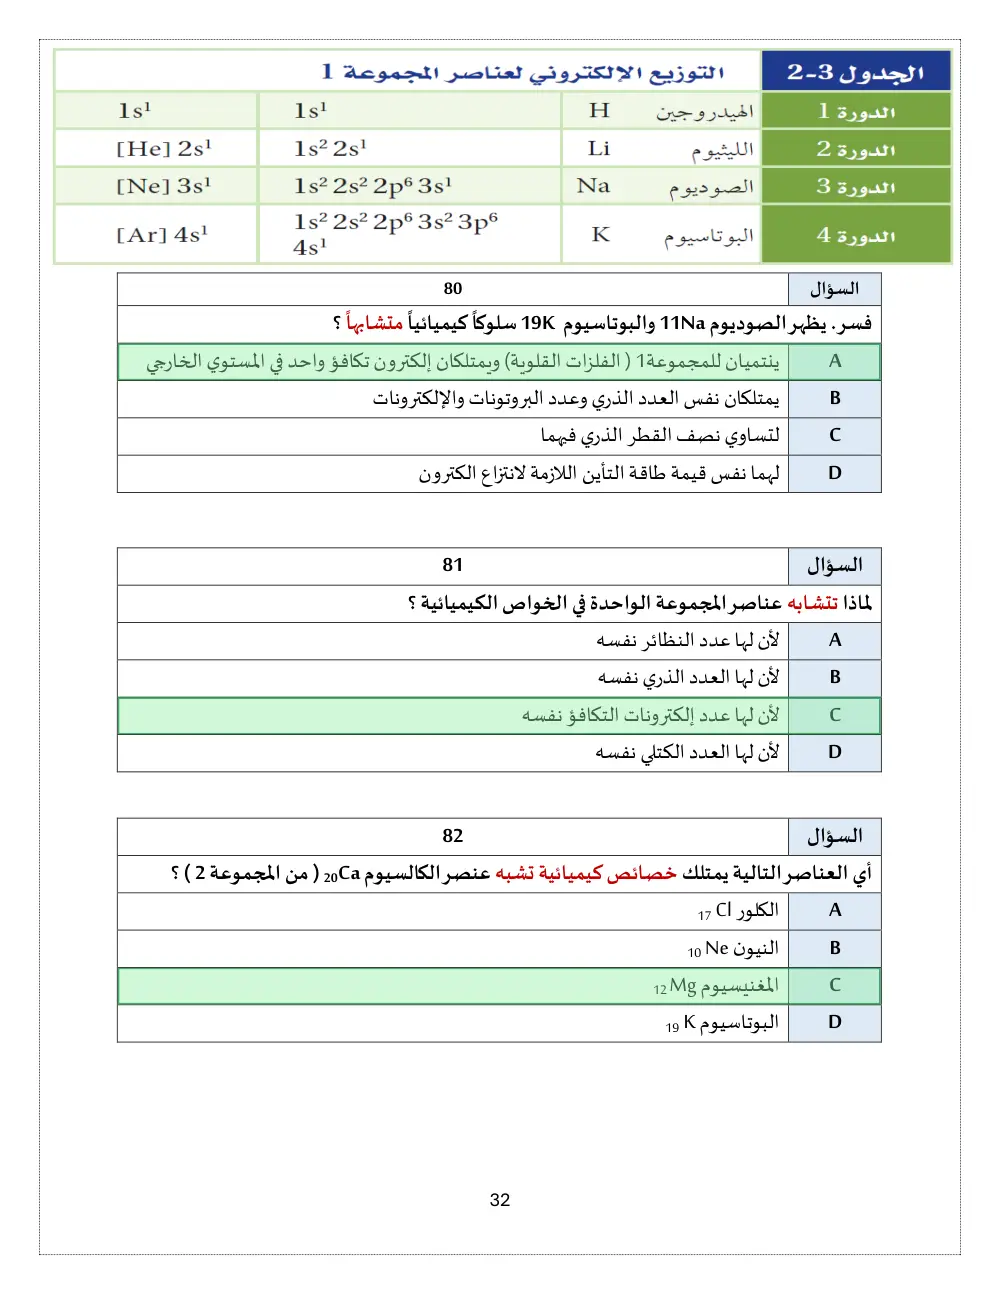 الجدول 3-2 التوزيع الإلكتروني لعناصر المجموعة 1
الدورة 1 الهيدروجين H 1s¹ 1s¹
الدورة 2 الليثيوم Li 1s² 2s¹ [He] 2s¹
الدورة 3 الصوديوم Na 1s² 2s² 2p⁶ 3s¹ [Ne] 3s¹
الدورة 4 البوتاسيوم K 1s² 2s² 2p⁶ 3s² 3p⁶ 4s¹ [Ar] 4s¹
السؤال 80
فسر. يظهر الصوديوم 11Na والبوتاسيوم 19K سلوكاً كيميائياً متشابهاً ؟
A ينتميان للمجموعة1 ( الفلزات القلوية) ويمتلكان إلكترون تكافؤ واحد في المستوي الخارجي
B يمتلكان نفس العدد الذري وعدد البروتونات والإلكترونات
C لتساوي نصف القطر الذري فيهما
D لهما نفس قيمة طاقة التأين اللازمة لانتزاع الكترون
السؤال 81
لماذا تتشابه عناصر المجموعة الواحدة في الخواص الكيميائية ؟
A لأن لها عدد النظائر نفسه
B لأن لها العدد الذري نفسه
C لأن لها عدد إلكترونات التكافؤ نفسه
D لأن لها العدد الكتلي نفسه
السؤال 82
أي العناصر التالية يمتلك خصائص كيميائية تشبه عنصر الكالسيوم ₂₀Ca ( من المجموعة 2 ) ؟
A الكلور ₁₇ Cl
B النيون ₁₀ Ne
C المغنيسيوم ₁₂ Mg
D البوتاسيوم ₁₉ K
32